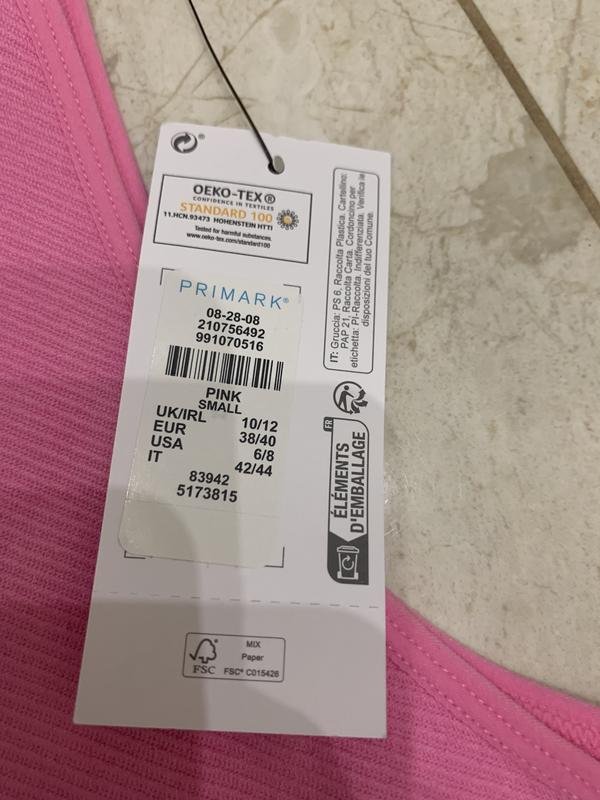 OEKO-TEX®
CONFIDENCE IN TEXTILES
STANDARD 100
11.HCN.93473 HOHENSTEIN HTTI
Tested for harmful substances.
www.oeko-tex.com/standard100
PRIMARK®
08-28-08
210756492
991070516
PINK
SMALL
UK/IRL 10/12
EUR 38/40
USA 6/8
IT 42/44
83942
5173815
IT: Gruccia: PS 6, Raccolta Plastica. Cartellino:
PAP 21, Raccolta Carta. Cordoncino per
etichetta: PI-Raccolta. Indifferenziata. Verifica le
disposizioni del tuo Comune.
FR
ÉLÉMENTS
D'EMBALLAGE
FSC
MIX
Paper
FSC® C015426